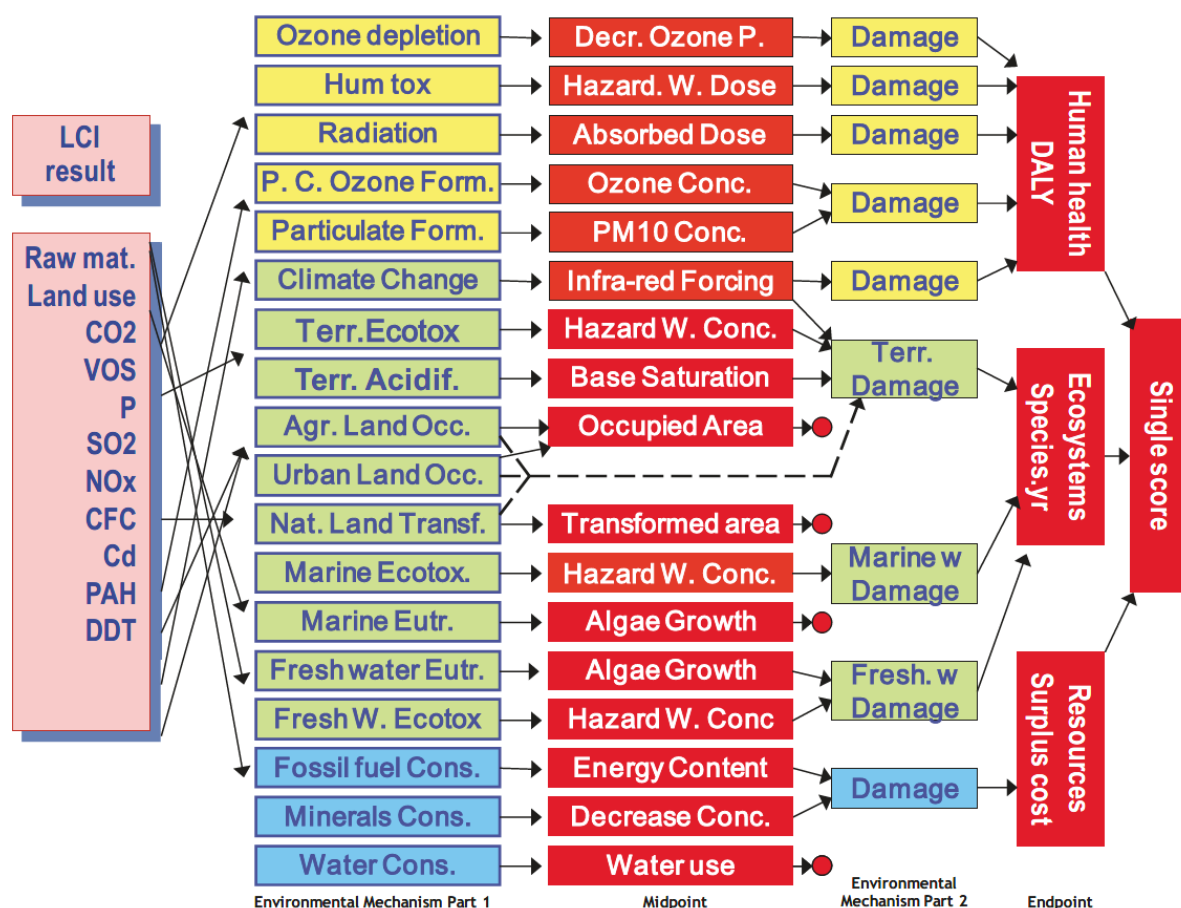 LCI
result
Raw mat.
Land use
CO2
VOS
P
SO2
NOx
CFC
Cd
PAH
DDT
Ozone depletion
Hum tox
Radiation
P. C. Ozone Form.
Particulate Form.
Climate Change
Terr.Ecotox
Terr. Acidif.
Agr. Land Occ.
Urban Land Occ.
Nat. Land Transf.
Marine Ecotox.
Marine Eutr.
Fresh water Eutr.
Fresh W. Ecotox
Fossil fuel Cons.
Minerals Cons.
Water Cons.
Environmental Mechanism Part 1
Decr. Ozone P.
Hazard. W. Dose
Absorbed Dose
Ozone Conc.
PM10 Conc.
Infra-red Forcing
Hazard W. Conc.
Base Saturation
Occupied Area
Transformed area
Hazard W. Conc.
Algae Growth
Algae Growth
Hazard W. Conc
Energy Content
Decrease Conc.
Water use
Midpoint
Damage
Damage
Damage
Damage
Damage
Terr.
Damage
Marine w
Damage
Fresh. w
Damage
Damage
Environmental
Mechanism Part 2
Human health
DALY
Ecosystems
Species.yr
Resources
Surplus cost
Endpoint
Single score